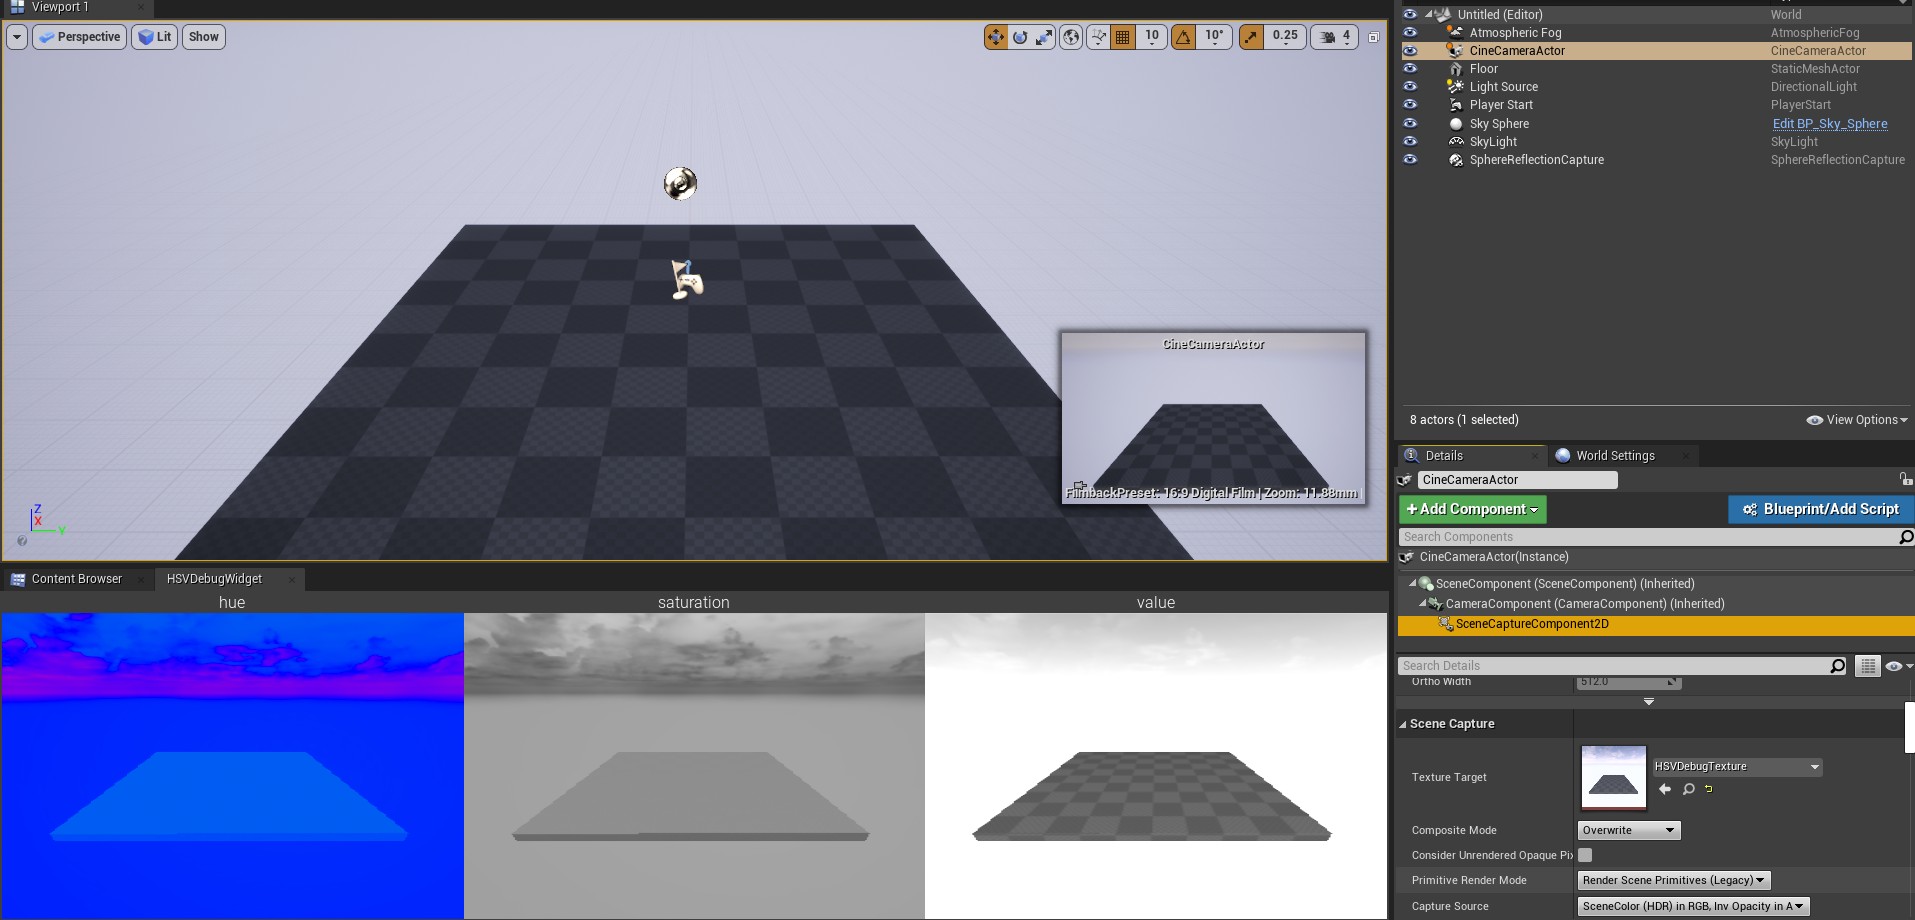 Viewport 1
Perspective Lit Show 10 10° 0.25 4
CineCameraActor
FilmbackPreset: 16:9 Digital Film | Zoom: 11.88mm |
Z
X
Y
Untitled (Editor) World
Atmospheric Fog AtmosphericFog
CineCameraActor CineCameraActor
Floor StaticMeshActor
Light Source DirectionalLight
Player Start PlayerStart
Sky Sphere Edit BP_Sky_Sphere
SkyLight SkyLight
SphereReflectionCapture SphereReflectionCapture
8 actors (1 selected) View Options
Details World Settings
CineCameraActor
+Add Component Blueprint/Add Script
Search Components
CineCameraActor(Instance)
SceneComponent (SceneComponent) (Inherited)
CameraComponent (CameraComponent) (Inherited)
SceneCaptureComponent2D
Search Details
Ortho Width 512.0
Scene Capture
Texture Target HSVDebugTexture
Composite Mode Overwrite
Consider Unrendered Opaque Pix
Primitive Render Mode Render Scene Primitives (Legacy)
Capture Source SceneColor (HDR) in RGB, Inv Opacity in A
Content Browser HSVDebugWidget
hue saturation value